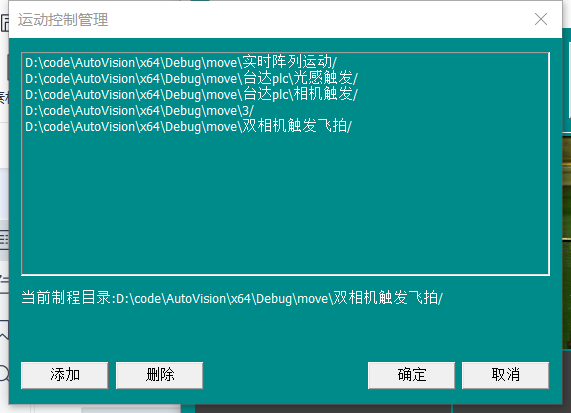 运动控制管理
D:\code\AutoVision\x64\Debug\move\实时阵列运动/
D:\code\AutoVision\x64\Debug\move\台达plc\光感触发/
D:\code\AutoVision\x64\Debug\move\台达plc\相机触发/
D:\code\AutoVision\x64\Debug\move\3/
D:\code\AutoVision\x64\Debug\move\双相机触发飞拍/
当前制程目录:D:\code\AutoVision\x64\Debug\move\双相机触发飞拍/
添加 删除 确定 取消